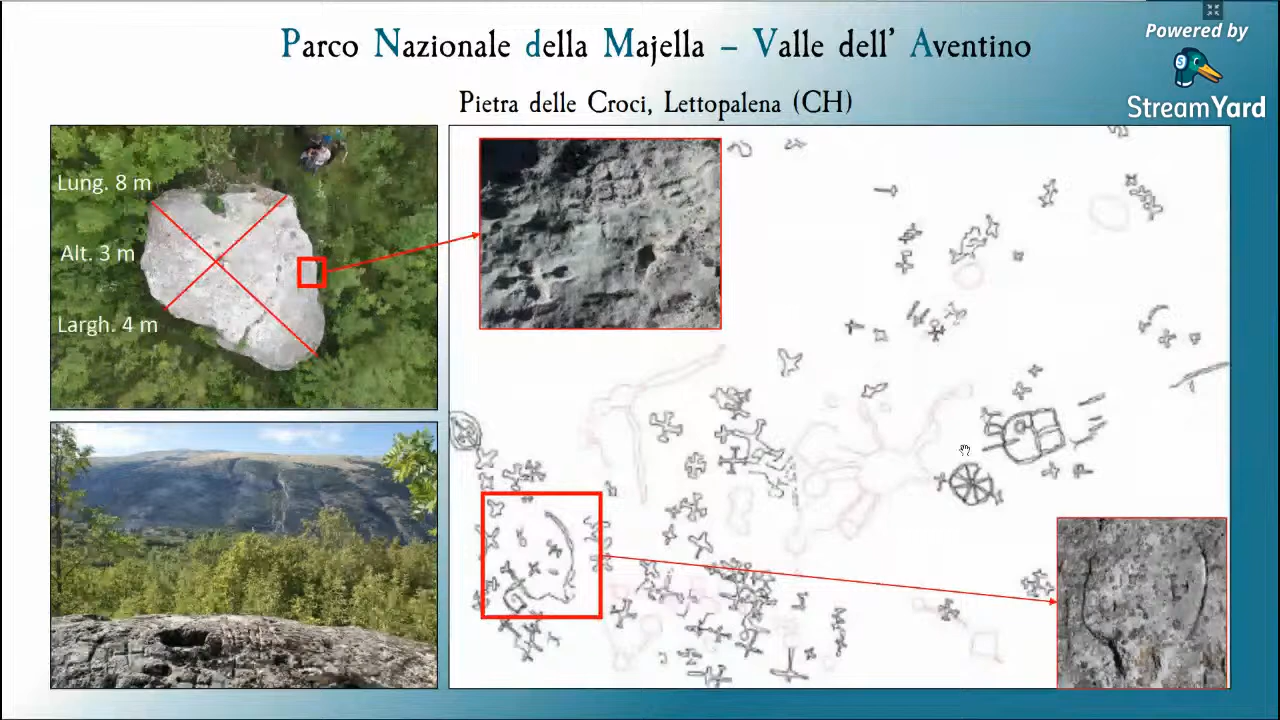 Parco Nazionale della Majella – Valle dell' Aventino
Powered by
StreamYard
Pietra delle Croci, Lettopalena (CH)
Lung. 8 m
Alt. 3 m
Largh. 4 m